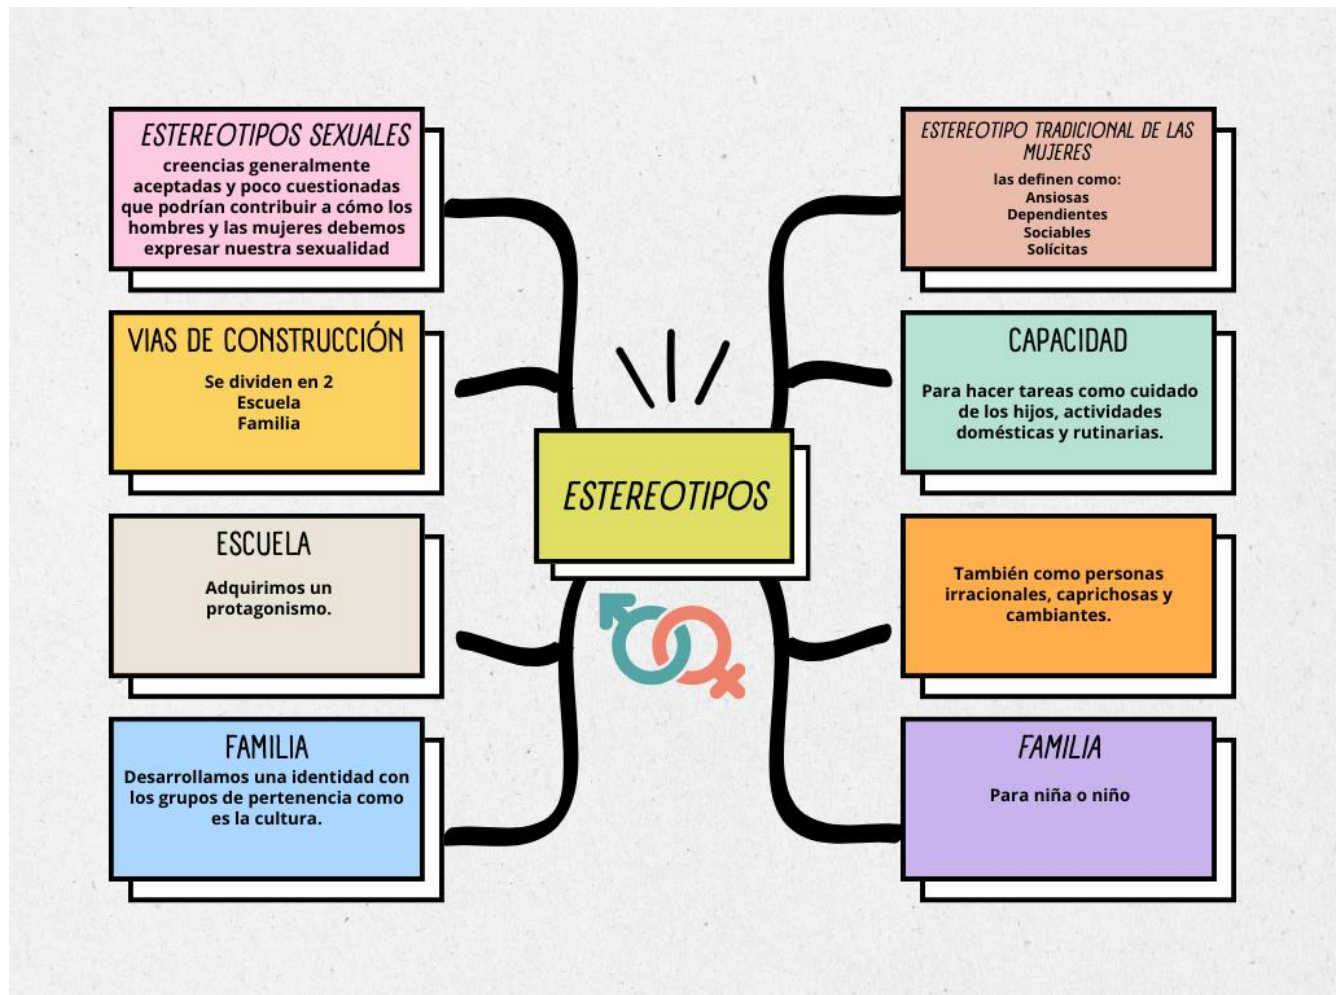 ESTEREOTIPOS SEXUALES
creencias generalmente
aceptadas y poco cuestionadas
que podrían contribuir a cómo los
hombres y las mujeres debemos
expresar nuestra sexualidad
VIAS DE CONSTRUCCIÓN
Se dividen en 2
Escuela
Familia
ESCUELA
Adquirimos un
protagonismo.
FAMILIA
Desarrollamos una identidad con
los grupos de pertenencia como
es la cultura.
ESTEREOTIPOS
ESTEREOTIPO TRADICIONAL DE LAS
MUJERES
las definen como:
Ansiosas
Dependientes
Sociables
Solícitas
CAPACIDAD
Para hacer tareas como cuidado
de los hijos, actividades
domésticas y rutinarias.
También como personas
irracionales, caprichosas y
cambiantes.
FAMILIA
Para niña o niño